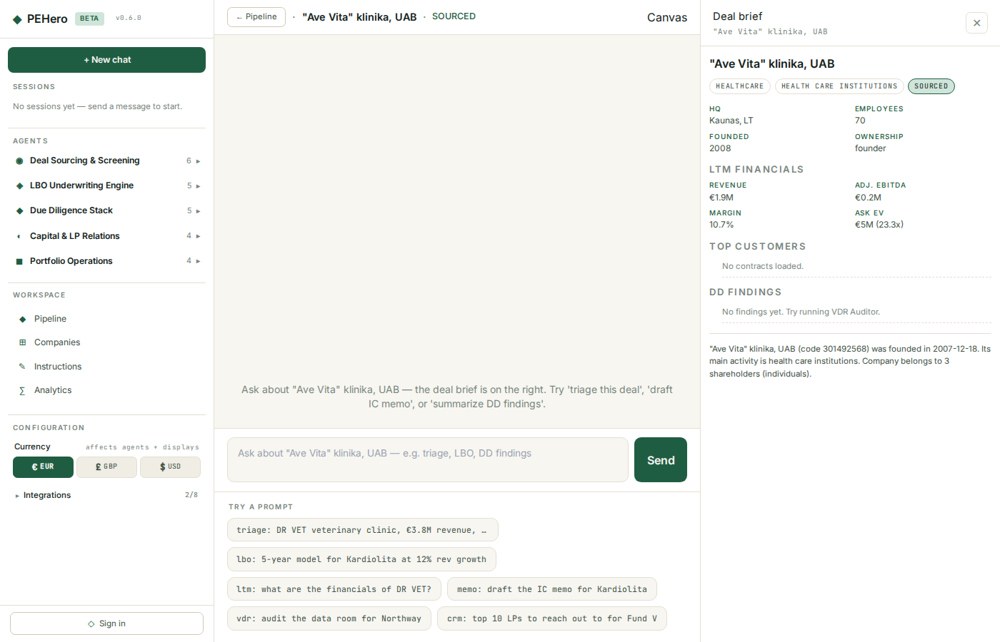 ◆ PEHero BETA v0.6.0
+ New chat
SESSIONS
No sessions yet — send a message to start.
AGENTS
◉ Deal Sourcing & Screening 6 ▸
◈ LBO Underwriting Engine 5 ▸
◆ Due Diligence Stack 5 ▸
Capital & LP Relations 4 ▸
■ Portfolio Operations 4 ▸
WORKSPACE
◆ Pipeline
⊞ Companies
✎ Instructions
∑ Analytics
CONFIGURATION
Currency affects agents + displays
€ EUR £ GBP $ USD
▸ Integrations 2/8
◇ Sign in
← Pipeline · "Ave Vita" klinika, UAB · SOURCED Canvas
Ask about "Ave Vita" klinika, UAB — the deal brief is on the right. Try 'triage this deal', 'draft
IC memo', or 'summarize DD findings'.
Ask about "Ave Vita" klinika, UAB — e.g. triage, LBO, DD findings
Send
TRY A PROMPT
triage: DR VET veterinary clinic, €3.8M revenue, …
lbo: 5-year model for Kardiolita at 12% rev growth
ltm: what are the financials of DR VET? memo: draft the IC memo for Kardiolita
vdr: audit the data room for Northway crm: top 10 LPs to reach out to for Fund V
Deal brief
"Ave Vita" klinika, UAB
✕
"Ave Vita" klinika, UAB
HEALTHCARE HEALTH CARE INSTITUTIONS SOURCED
HQ EMPLOYEES
Kaunas, LT 70
FOUNDED OWNERSHIP
2008 founder
LTM FINANCIALS
REVENUE ADJ. EBITDA
€1.9M €0.2M
MARGIN ASK EV
10.7% €5M (23.3x)
TOP CUSTOMERS
No contracts loaded.
DD FINDINGS
No findings yet. Try running VDR Auditor.
"Ave Vita" klinika, UAB (code 301492568) was founded in 2007-12-18. Its
main activity is health care institutions. Company belongs to 3
shareholders (individuals).